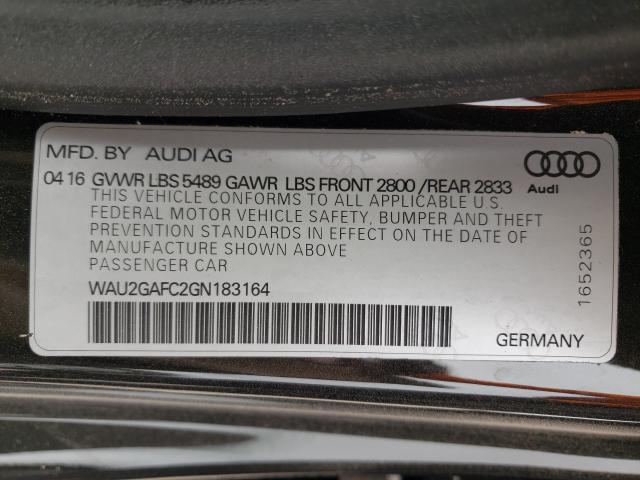 MFD. BY AUDI AG
04 16 GVWR LBS 5489 GAWR LBS FRONT 2800 /REAR 2833
THIS VEHICLE CONFORMS TO ALL APPLICABLE U.S.
FEDERAL MOTOR VEHICLE SAFETY, BUMPER AND THEFT
PREVENTION STANDARDS IN EFFECT ON THE DATE OF
MANUFACTURE SHOWN ABOVE
PASSENGER CAR
WAU2GAFC2GN183164
Audi
1652365
GERMANY